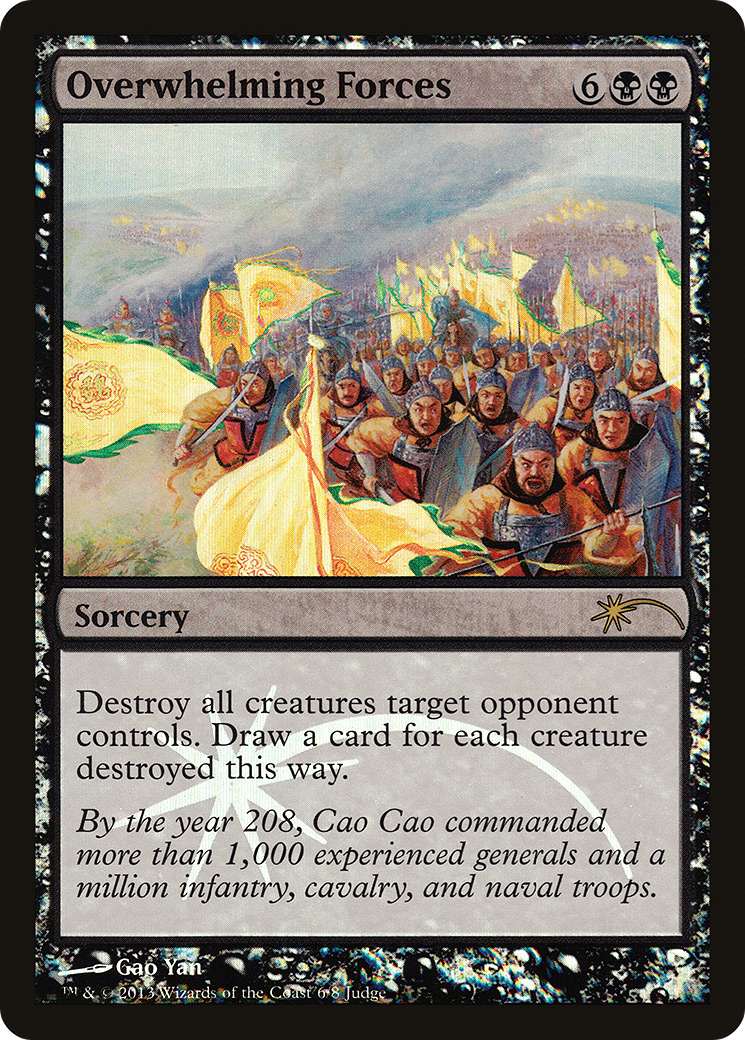 Overwhelming Forces 6
Sorcery
Destroy all creatures target opponent
controls. Draw a card for each creature
destroyed this way.
By the year 208, Cao Cao commanded
more than 1,000 experienced generals and a
million infantry, cavalry, and naval troops.
Gao Yan
™ & © 2013 Wizards of the Coast 6/8 Judge